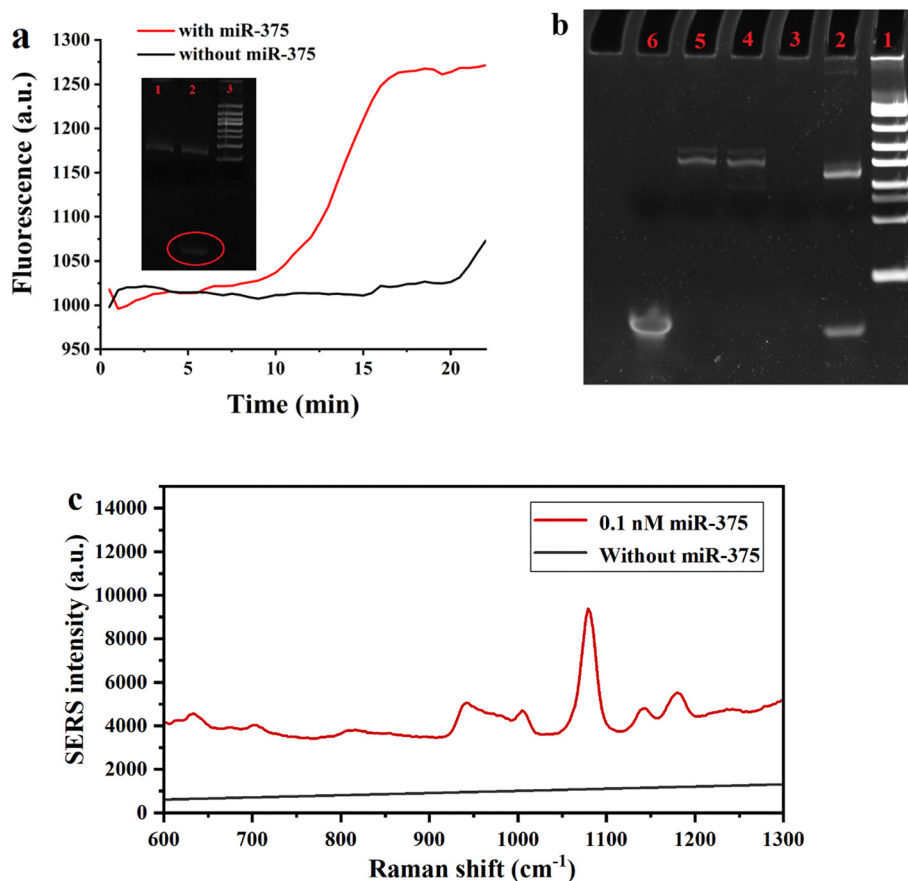 a
with miR-375
without miR-375
1300
1250
1200
1150
1100
1050
1000
950
Fluorescence (a.u.)
1 2 3
0 5 10 15 20
Time (min)
b
6 5 4 3 2 1
c
0.1 nM miR-375
Without miR-375
14000
12000
10000
8000
6000
4000
2000
0
SERS intensity (a.u.)
600 700 800 900 1000 1100 1200 1300
Raman shift (cm⁻¹)